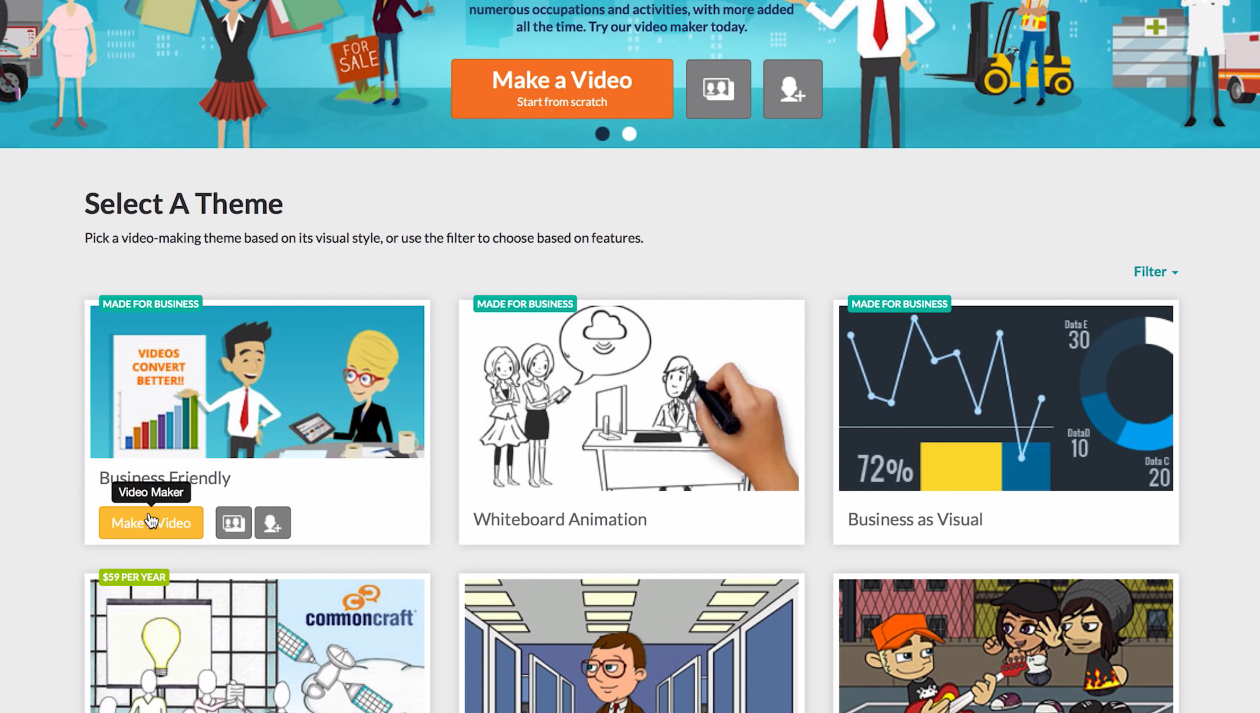 numerous occupations and activities, with more added
all the time. Try our video maker today.
FOR
SALE
Make a Video
Start from scratch
Select A Theme
Pick a video-making theme based on its visual style, or use the filter to choose based on features.
Filter
MADE FOR BUSINESS
VIDEOS
CONVERT
BETTER!!
Business Friendly
Video Maker
Make a Video
MADE FOR BUSINESS
Whiteboard Animation
MADE FOR BUSINESS
Data E
30
DataD
10
Data C
20
72%
Business as Visual
$59 PER YEAR
commoncraft